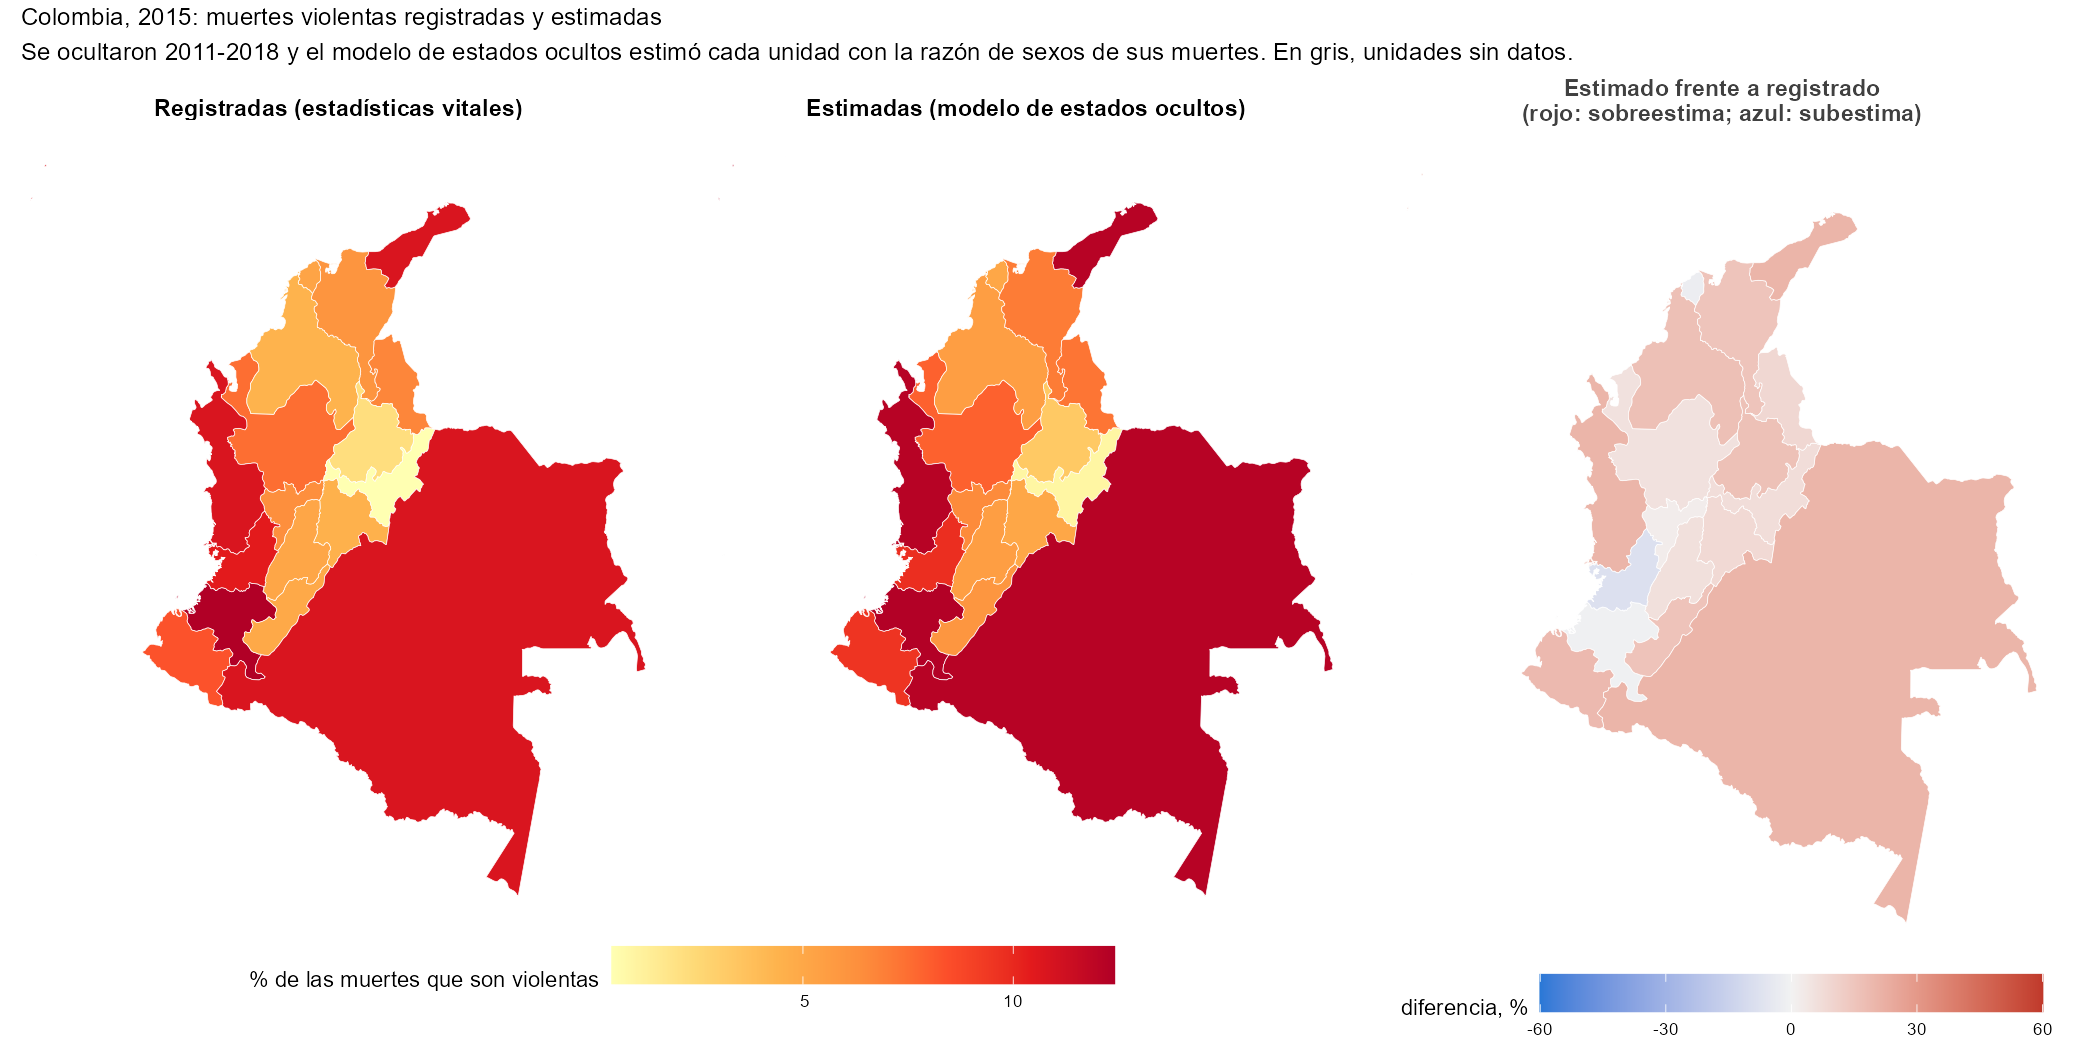 Colombia, 2015: muertes violentas registradas y estimadas
Se ocultaron 2011-2018 y el modelo de estados ocultos estimó cada unidad con la razón de sexos de sus muertes. En gris, unidades sin datos.
Registradas (estadísticas vitales)
Estimadas (modelo de estados ocultos)
Estimado frente a registrado
(rojo: sobreestima; azul: subestima)
% de las muertes que son violentas
5
10
diferencia, %
-60
-30
0
30
60